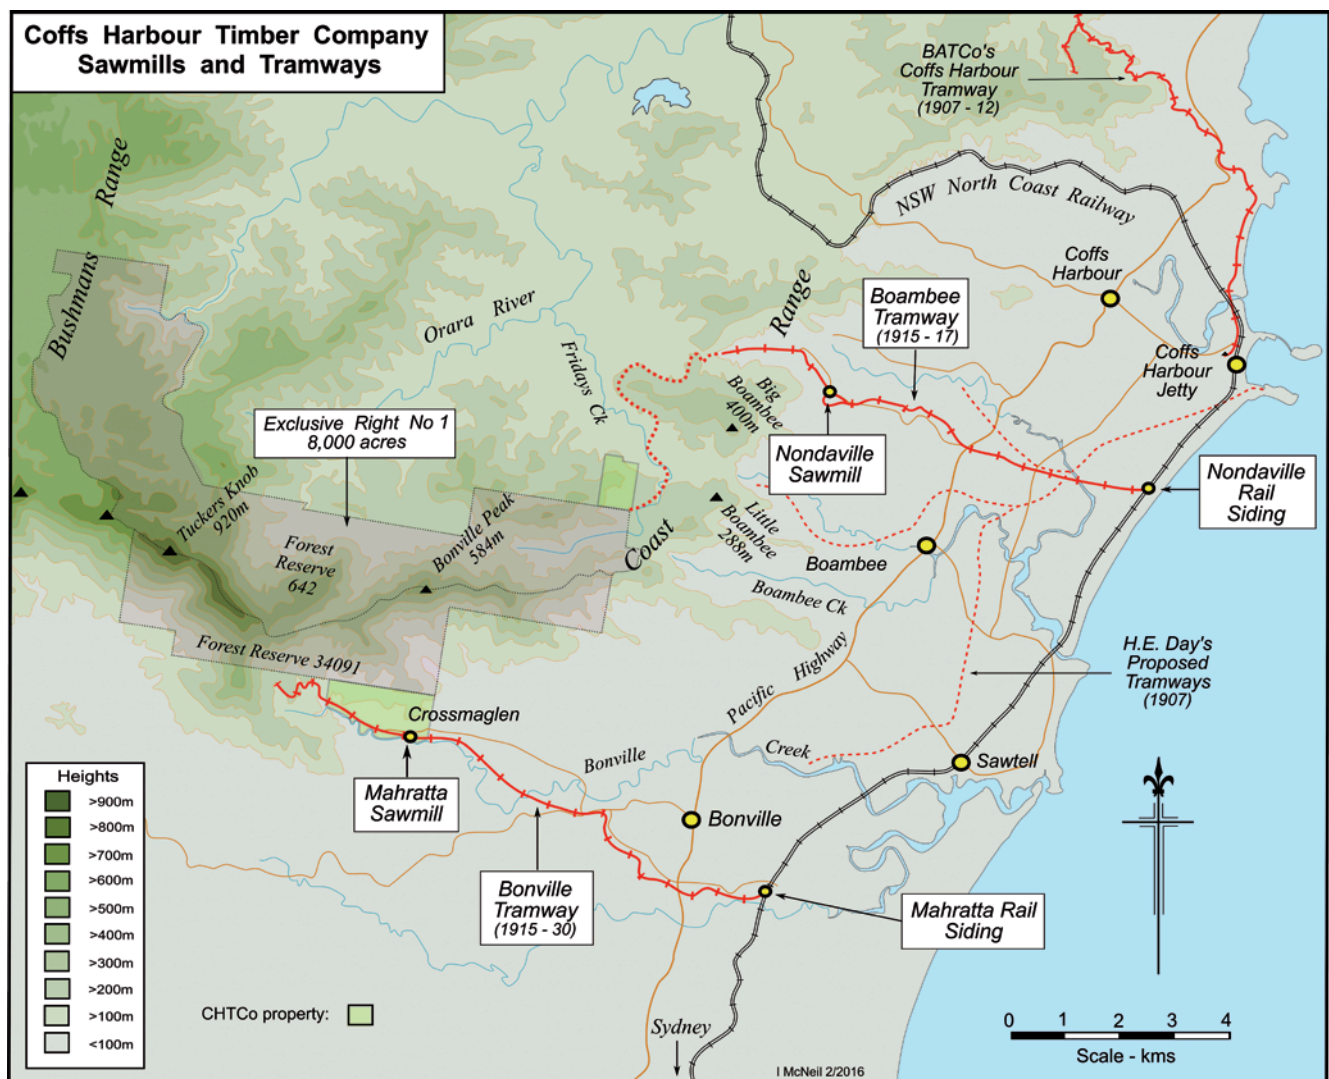 Coffs Harbour Timber Company
Sawmills and Tramways
BATCo's
Coffs Harbour
Tramway
(1907 - 12)
Bushmans Range
NSW North Coast Railway
Coffs
Harbour
Orara River
Fridays Ck
Coast Range
Boambee
Tramway
(1915 - 17)
Coffs
Harbour
Jetty
Big
Boambee
400m
Exclusive Right No 1
8,000 acres
Nondaville
Sawmill
Nondaville
Rail
Siding
Tuckers Knob
920m
Bonville Peak
584m
Little
Boambee
288m
Forest
Reserve
642
Boambee
Boambee Ck
Forest Reserve 34091
Pacific Highway
H.E. Day's
Proposed
Tramways
(1907)
Crossmaglen
Bonville Creek
Sawtell
Mahratta
Sawmill
Bonville
Bonville
Tramway
(1915 - 30)
Mahratta Rail
Siding
Heights
>900m
>800m
>700m
>600m
>500m
>400m
>300m
>200m
>100m
<100m
CHTCo property:
Sydney
0 1 2 3 4
Scale - kms
I McNeil 2/2016